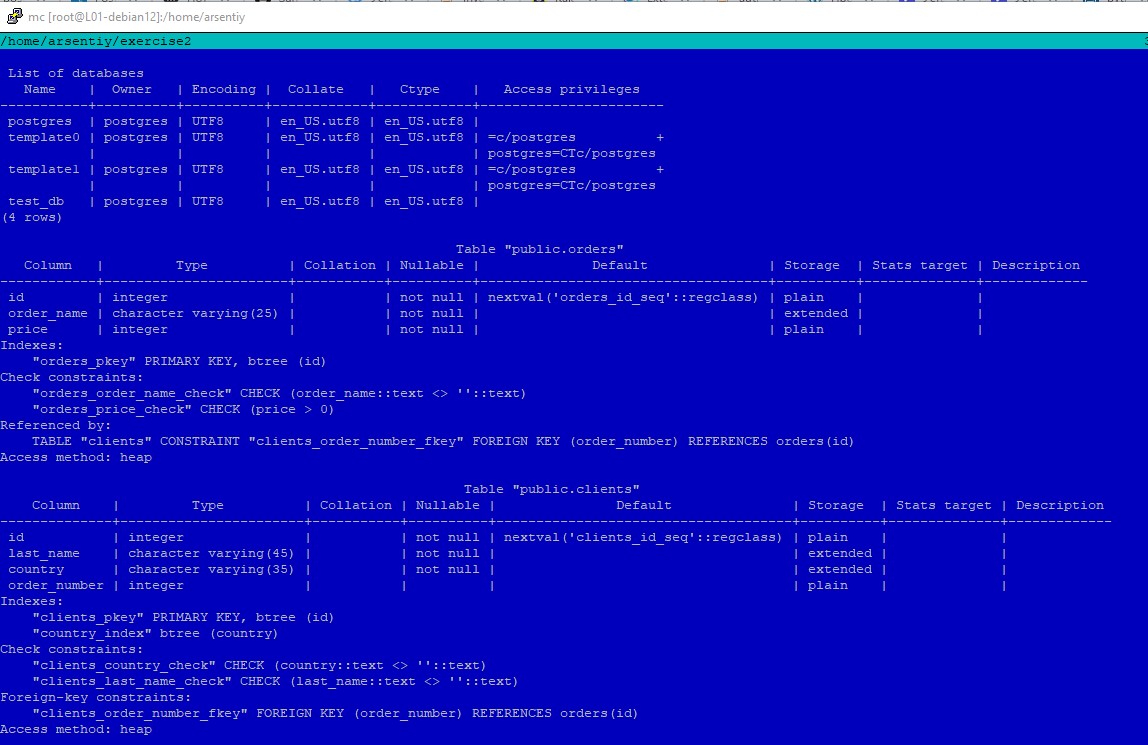 mc [root@L01-debian12]:/home/arsentiy
/home/arsentiy/exercise2
 List of databases
   Name    |  Owner   | Encoding |  Collate   |   Ctype    |   Access privileges
-----------+----------+----------+------------+------------+-----------------------
 postgres  | postgres | UTF8     | en_US.utf8 | en_US.utf8 |
 template0 | postgres | UTF8     | en_US.utf8 | en_US.utf8 | =c/postgres          +
           |          |          |            |            | postgres=CTc/postgres
 template1 | postgres | UTF8     | en_US.utf8 | en_US.utf8 | =c/postgres          +
           |          |          |            |            | postgres=CTc/postgres
 test_db   | postgres | UTF8     | en_US.utf8 | en_US.utf8 |
(4 rows)
                                                         Table "public.orders"
   Column   |         Type          | Collation | Nullable |              Default               | Storage  | Stats target | Description
------------+-----------------------+-----------+----------+------------------------------------+----------+--------------+-------------
 id         | integer               |           | not null | nextval('orders_id_seq'::regclass) | plain    |              |
 order_name | character varying(25) |           | not null |                                    | extended |              |
 price      | integer               |           | not null |                                    | plain    |              |
Indexes:
    "orders_pkey" PRIMARY KEY, btree (id)
Check constraints:
    "orders_order_name_check" CHECK (order_name::text <> ''::text)
    "orders_price_check" CHECK (price > 0)
Referenced by:
    TABLE "clients" CONSTRAINT "clients_order_number_fkey" FOREIGN KEY (order_number) REFERENCES orders(id)
Access method: heap
                                                          Table "public.clients"
    Column    |         Type          | Collation | Nullable |               Default               | Storage  | Stats target | Description
--------------+-----------------------+-----------+----------+-------------------------------------+----------+--------------+-------------
 id           | integer               |           | not null | nextval('clients_id_seq'::regclass) | plain    |              |
 last_name    | character varying(45) |           | not null |                                     | extended |              |
 country      | character varying(35) |           | not null |                                     | extended |              |
 order_number | integer               |           |          |                                     | plain    |              |
Indexes:
    "clients_pkey" PRIMARY KEY, btree (id)
    "country_index" btree (country)
Check constraints:
    "clients_country_check" CHECK (country::text <> ''::text)
    "clients_last_name_check" CHECK (last_name::text <> ''::text)
Foreign-key constraints:
    "clients_order_number_fkey" FOREIGN KEY (order_number) REFERENCES orders(id)
Access method: heap